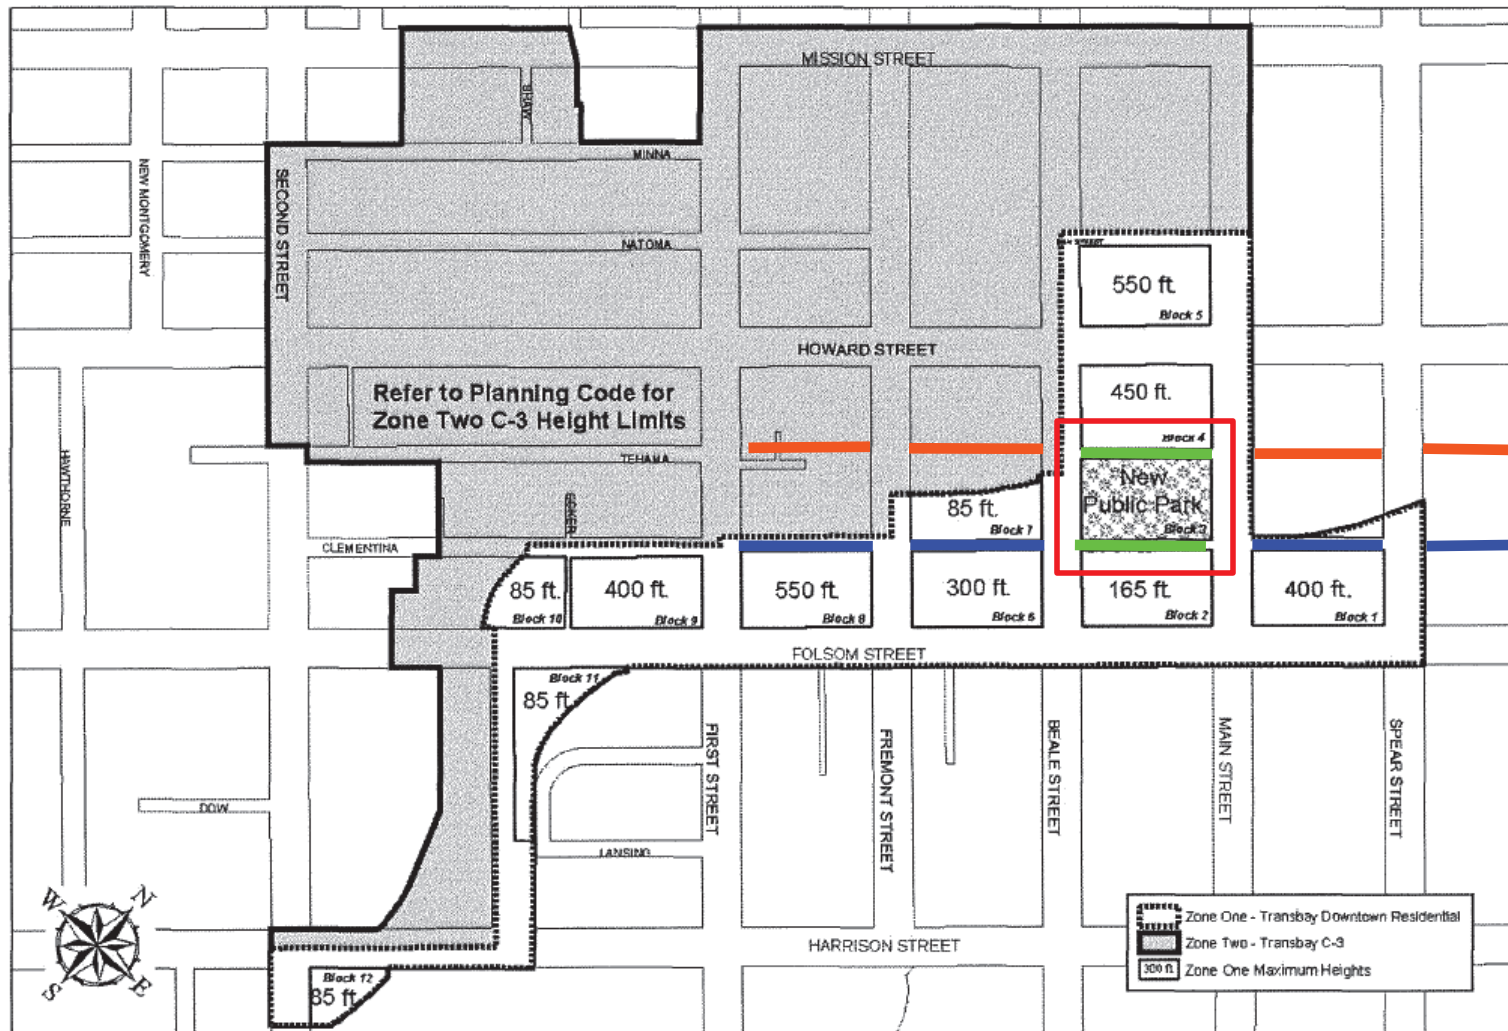 MISSION STREET
SHAW
MINNA
NEW MONTGOMERY
SECOND STREET
NATOMA
550 ft.
Block 5
HOWARD STREET
Refer to Planning Code for
Zone Two C-3 Height Limits
450 ft.
Block 4
TEHAMA
HAWTHORNE
New
Public Park
Block 3
ECKER
85 ft.
Block 7
CLEMENTINA
85 ft.
Block 10
400 ft.
Block 9
550 ft.
Block 8
300 ft.
Block 6
165 ft.
Block 2
400 ft.
Block 1
FOLSOM STREET
Block 11
85 ft.
FIRST STREET
FREMONT STREET
BEALE STREET
MAIN STREET
SPEAR STREET
DOW
LANSING
W
N
S
E
HARRISON STREET
Block 12
85 ft.
Zone One - Transbay Downtown Residential
Zone Two - Transbay C-3
300 ft.
Zone One Maximum Heights